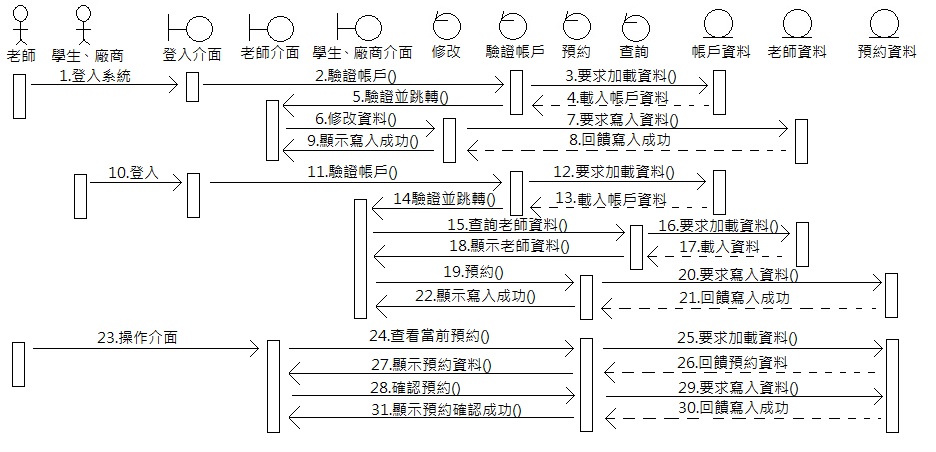 老師 學生、廠商 登入介面 老師介面 學生、廠商介面 修改 驗證帳戶 預約 查詢 帳戶資料 老師資料 預約資料
1.登入系統 2.驗證帳戶() 3.要求加載資料()
5.驗證並跳轉() 4.載入帳戶資料
6.修改資料() 7.要求寫入資料()
9.顯示寫入成功() 8.回饋寫入成功
10.登入 11.驗證帳戶() 12.要求加載資料()
14驗證並跳轉() 13.載入帳戶資料
15.查詢老師資料() 16.要求加載資料()
18.顯示老師資料() 17.載入資料
19.預約() 20.要求寫入資料()
22.顯示寫入成功() 21.回饋寫入成功
23.操作介面 24.查看當前預約() 25.要求加載資料()
27.顯示預約資料() 26.回饋預約資料
28.確認預約() 29.要求寫入資料()
31.顯示預約確認成功() 30.回饋寫入成功